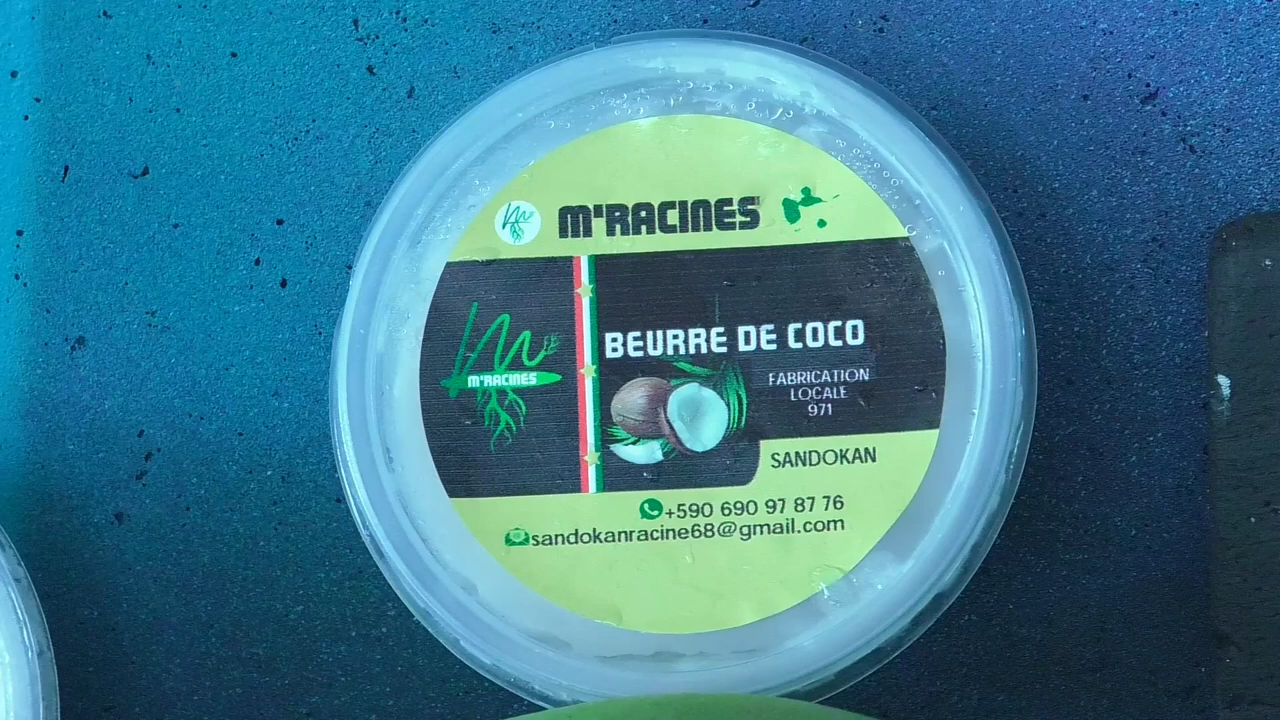 M'RACINES
M'RACINES
BEURRE DE COCO
FABRICATION
LOCALE
971
SANDOKAN
+590 690 97 87 76
sandokanracine68@gmail.com